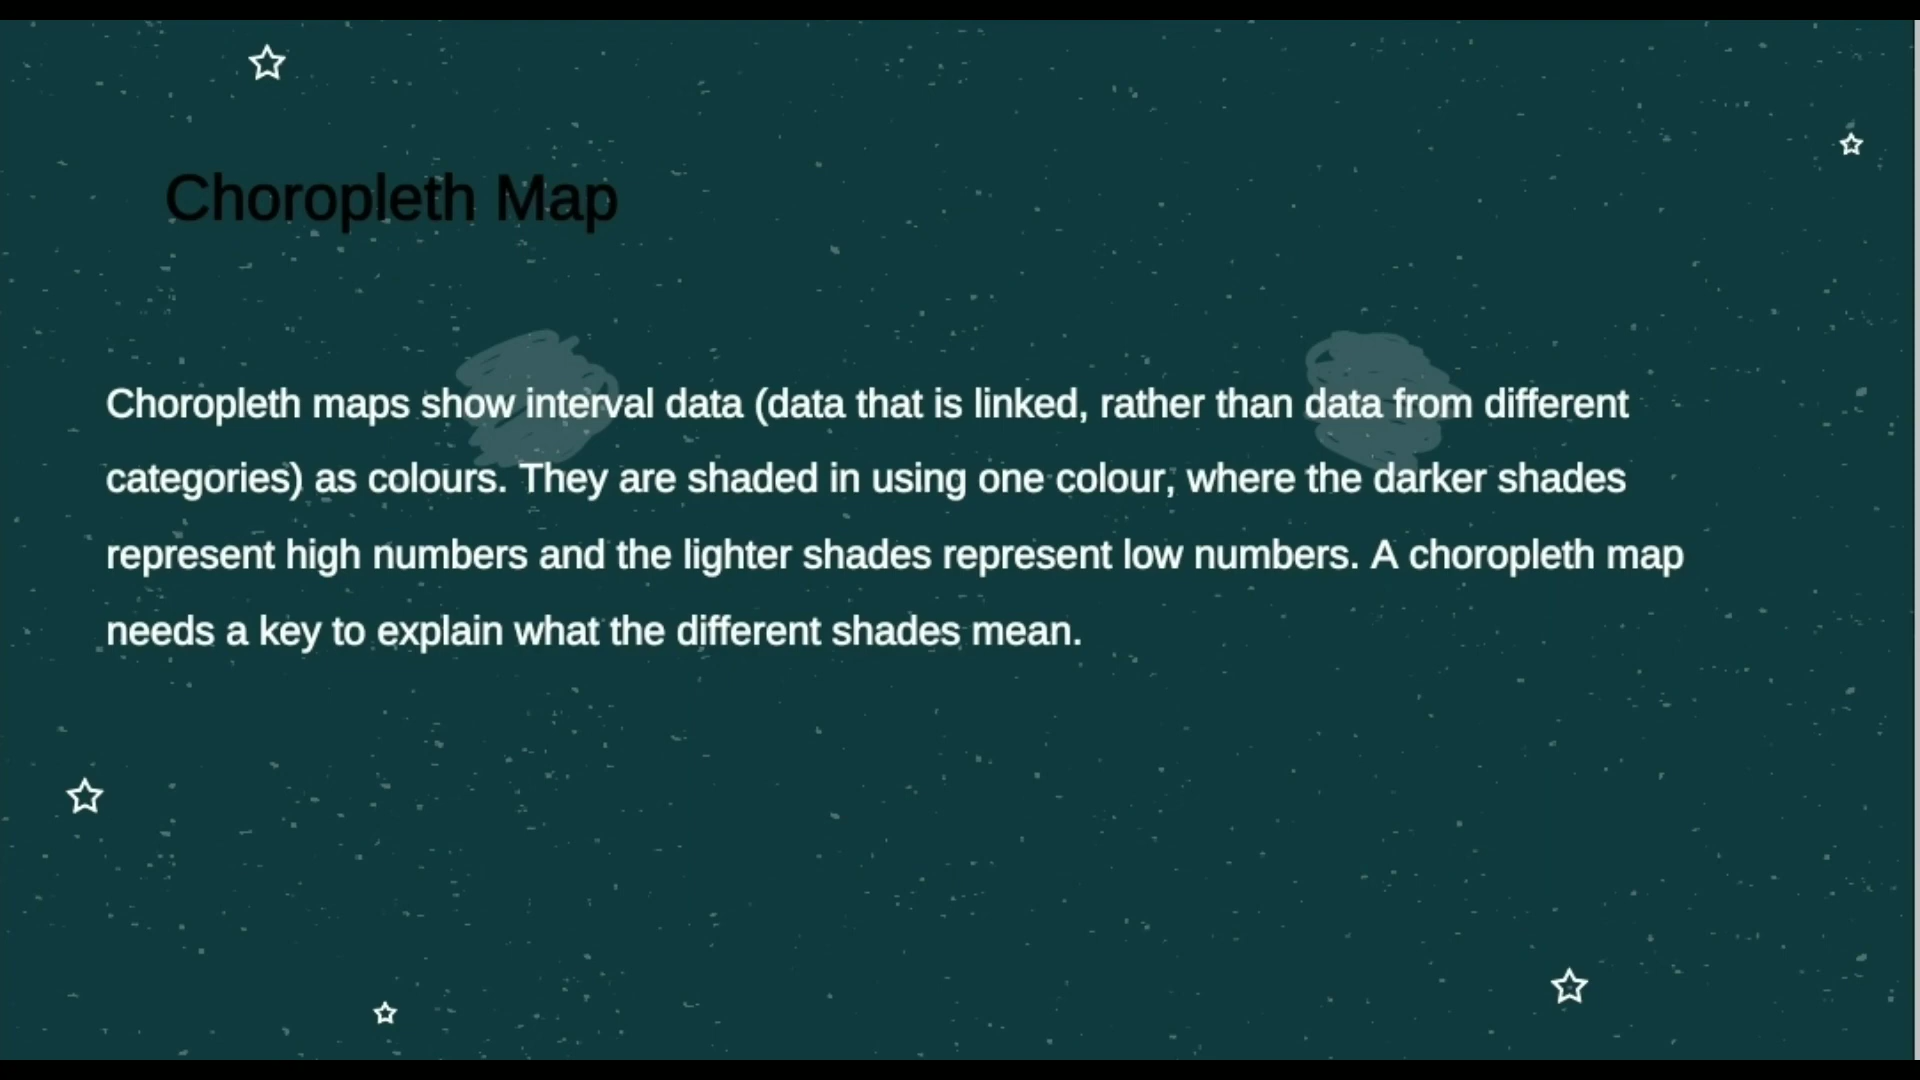 Choropleth Map
Choropleth maps show interval data (data that is linked, rather than data from different
categories) as colours. They are shaded in using one colour, where the darker shades
represent high numbers and the lighter shades represent low numbers. A choropleth map
needs a key to explain what the different shades mean.